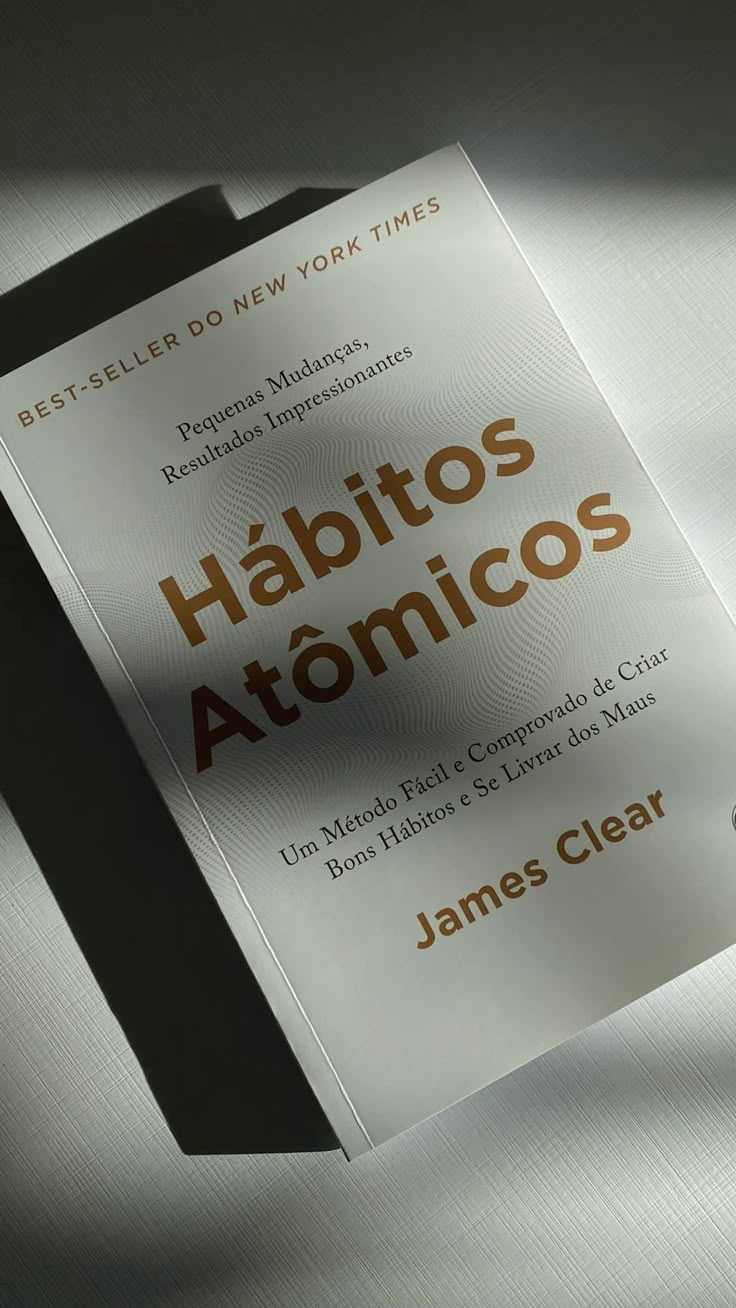 BEST-SELLER DO NEW YORK TIMES
Pequenas Mudanças,
Resultados Impressionantes
Hábitos
Atômicos
Um Método Fácil e Comprovado de Criar
Bons Hábitos e Se Livrar dos Maus
James Clear